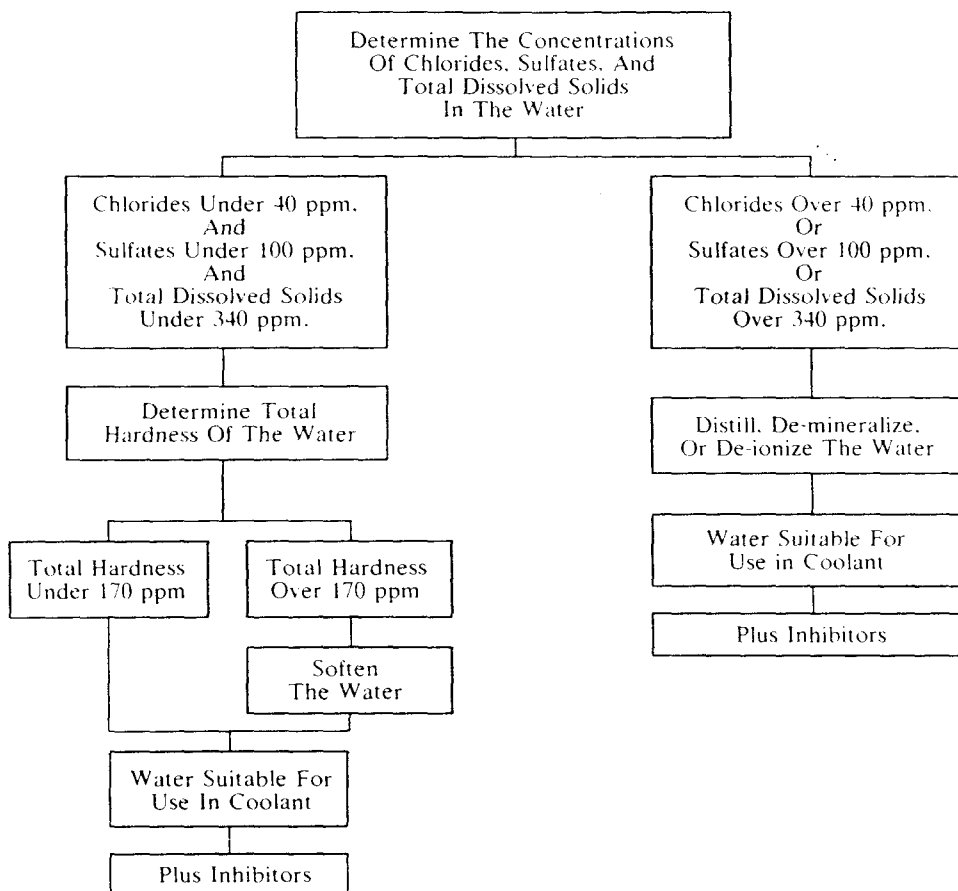 Determine The Concentrations
Of Chlorides, Sulfates, And
Total Dissolved Solids
In The Water
Chlorides Under 40 ppm.
And
Sulfates Under 100 ppm.
And
Total Dissolved Solids
Under 340 ppm.
Chlorides Over 40 ppm.
Or
Sulfates Over 100 ppm.
Or
Total Dissolved Solids
Over 340 ppm.
Determine Total
Hardness Of The Water
Distill, De-mineralize,
Or De-ionize The Water
Total Hardness
Under 170 ppm
Total Hardness
Over 170 ppm
Water Suitable For
Use in Coolant
Plus Inhibitors
Soften
The Water
Water Suitable For
Use In Coolant
Plus Inhibitors